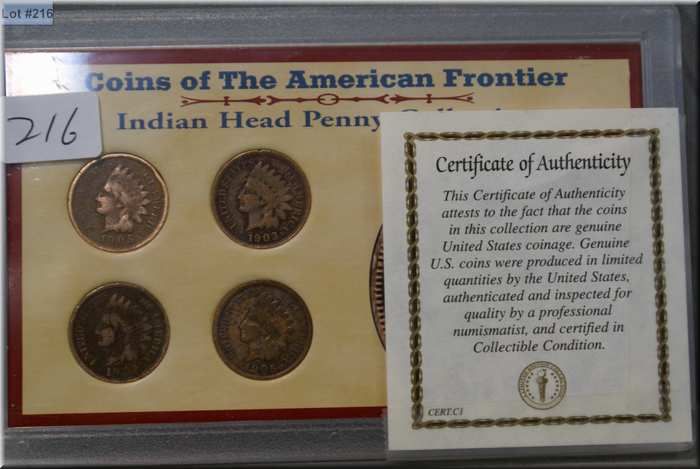 Lot #216
216
Coins of The American Frontier
Indian Head Penny
Certificate of Authenticity
This Certificate of Authenticity
attests to the fact that the coins
in this collection are genuine
United States coinage. Genuine
U.S. coins were produced in limited
quantities by the United States,
authenticated and inspected for
quality by a professional
numismatist, and certified in
Collectible Condition.
CERT.C1
1905
1903
1905